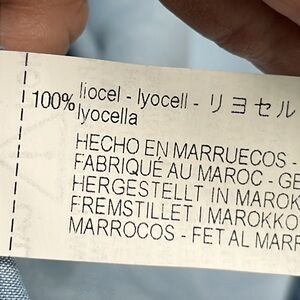 100% liocel - lyocell - リヨセル
lyocella
HECHO EN MARRUECOS -
FABRIQUÉ AU MAROC - GE
HERGESTELLT IN MAROK
FREMSTILLET I MAROKKO
MARROCOS - FET AL MARR